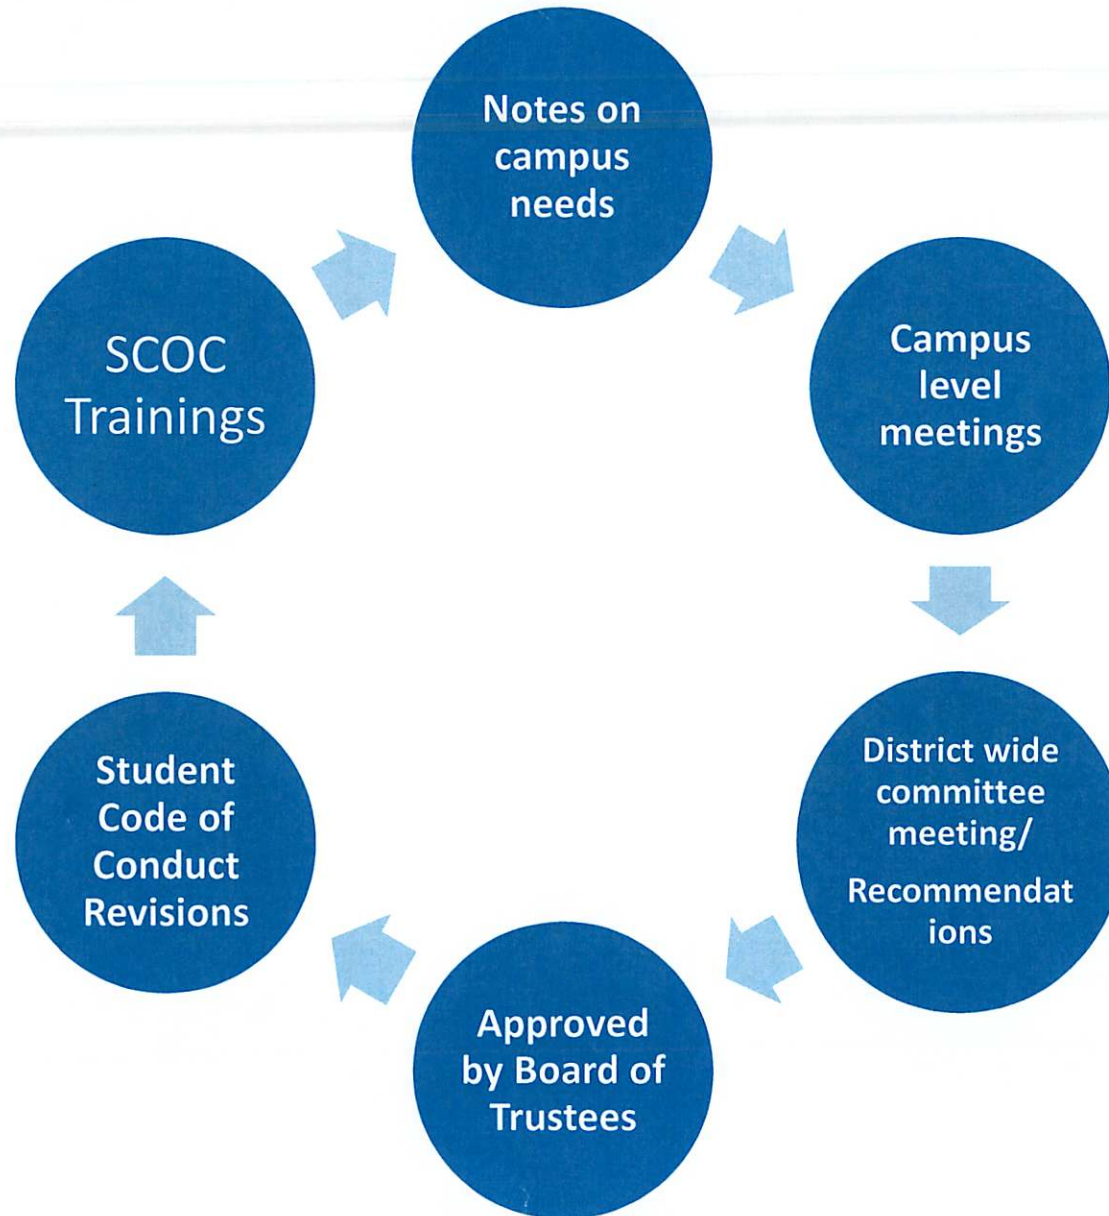 Notes on
campus
needs
Campus
level
meetings
District wide
committee
meeting/
Recommendat
ions
Approved
by Board of
Trustees
Student
Code of
Conduct
Revisions
SCOC
Trainings